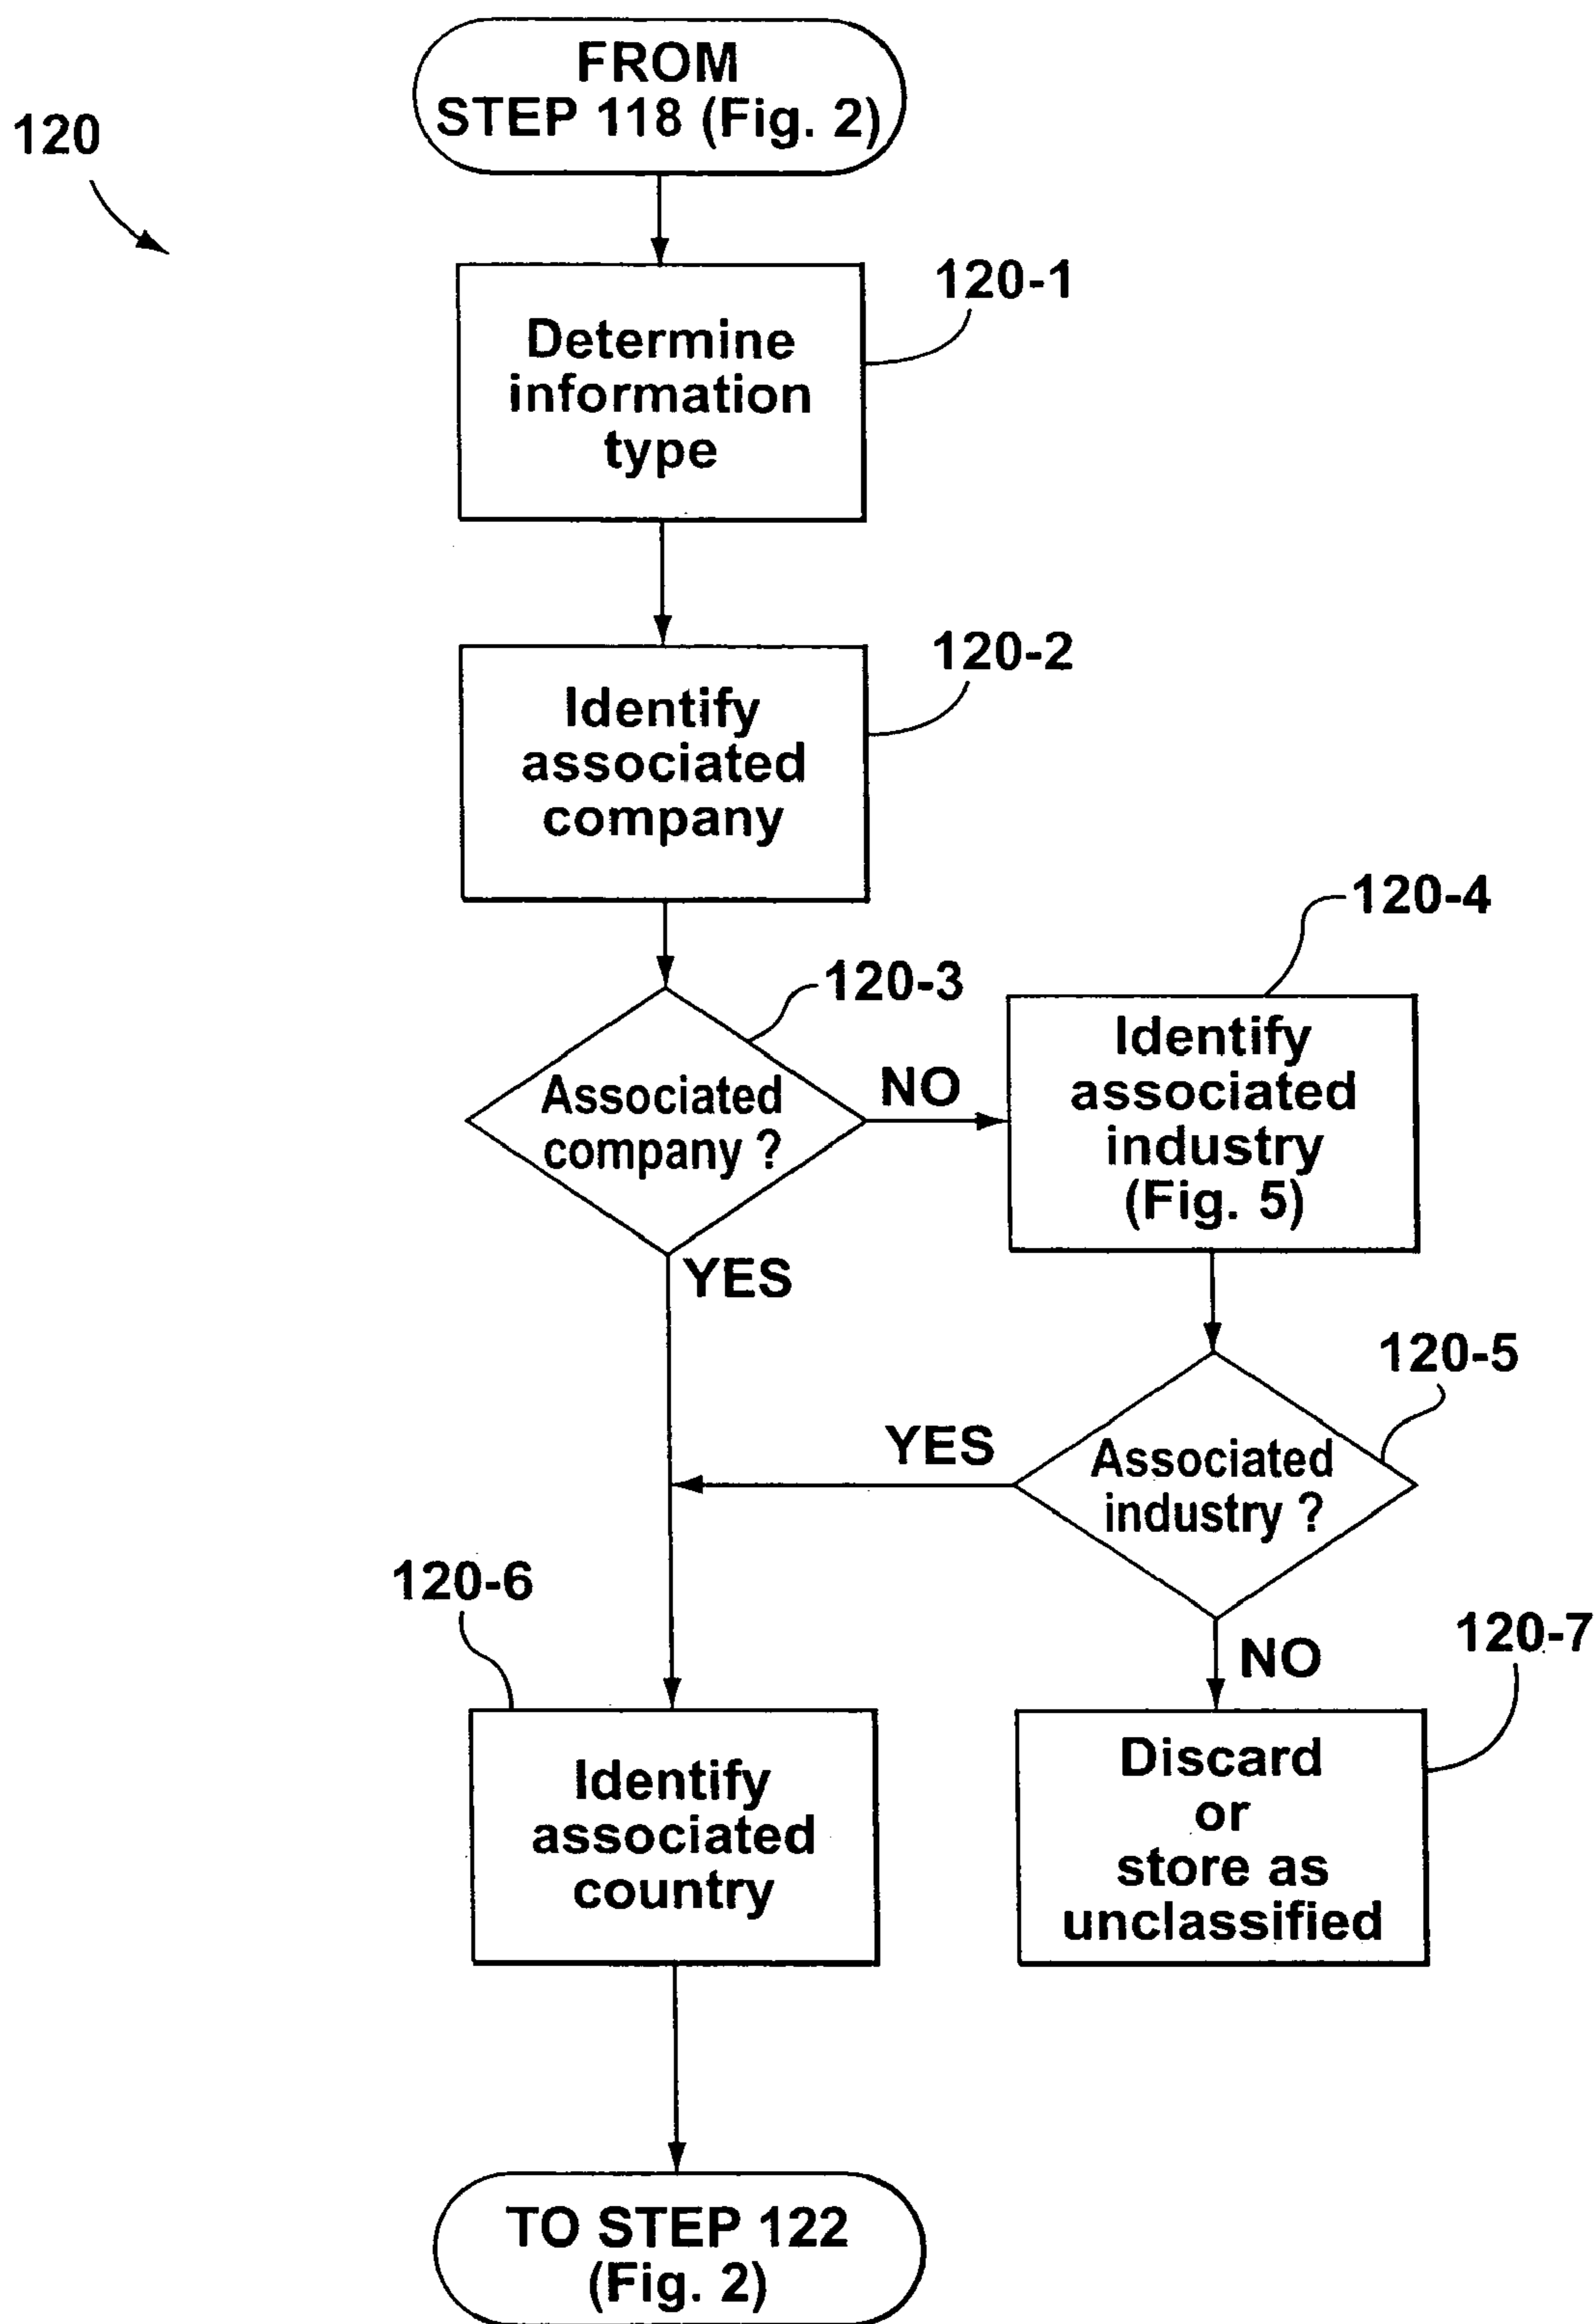 FROM
STEP 118 (Fig. 2)
120
120-1
Determine
information
type
120-2
Identify
associated
company
120-3
Associated
company ?
NO
YES
120-4
Identify
associated
industry
(Fig. 5)
120-5
Associated
industry ?
YES
NO
120-6
Identify
associated
country
120-7
Discard
or
store as
unclassified
TO STEP 122
(Fig. 2)